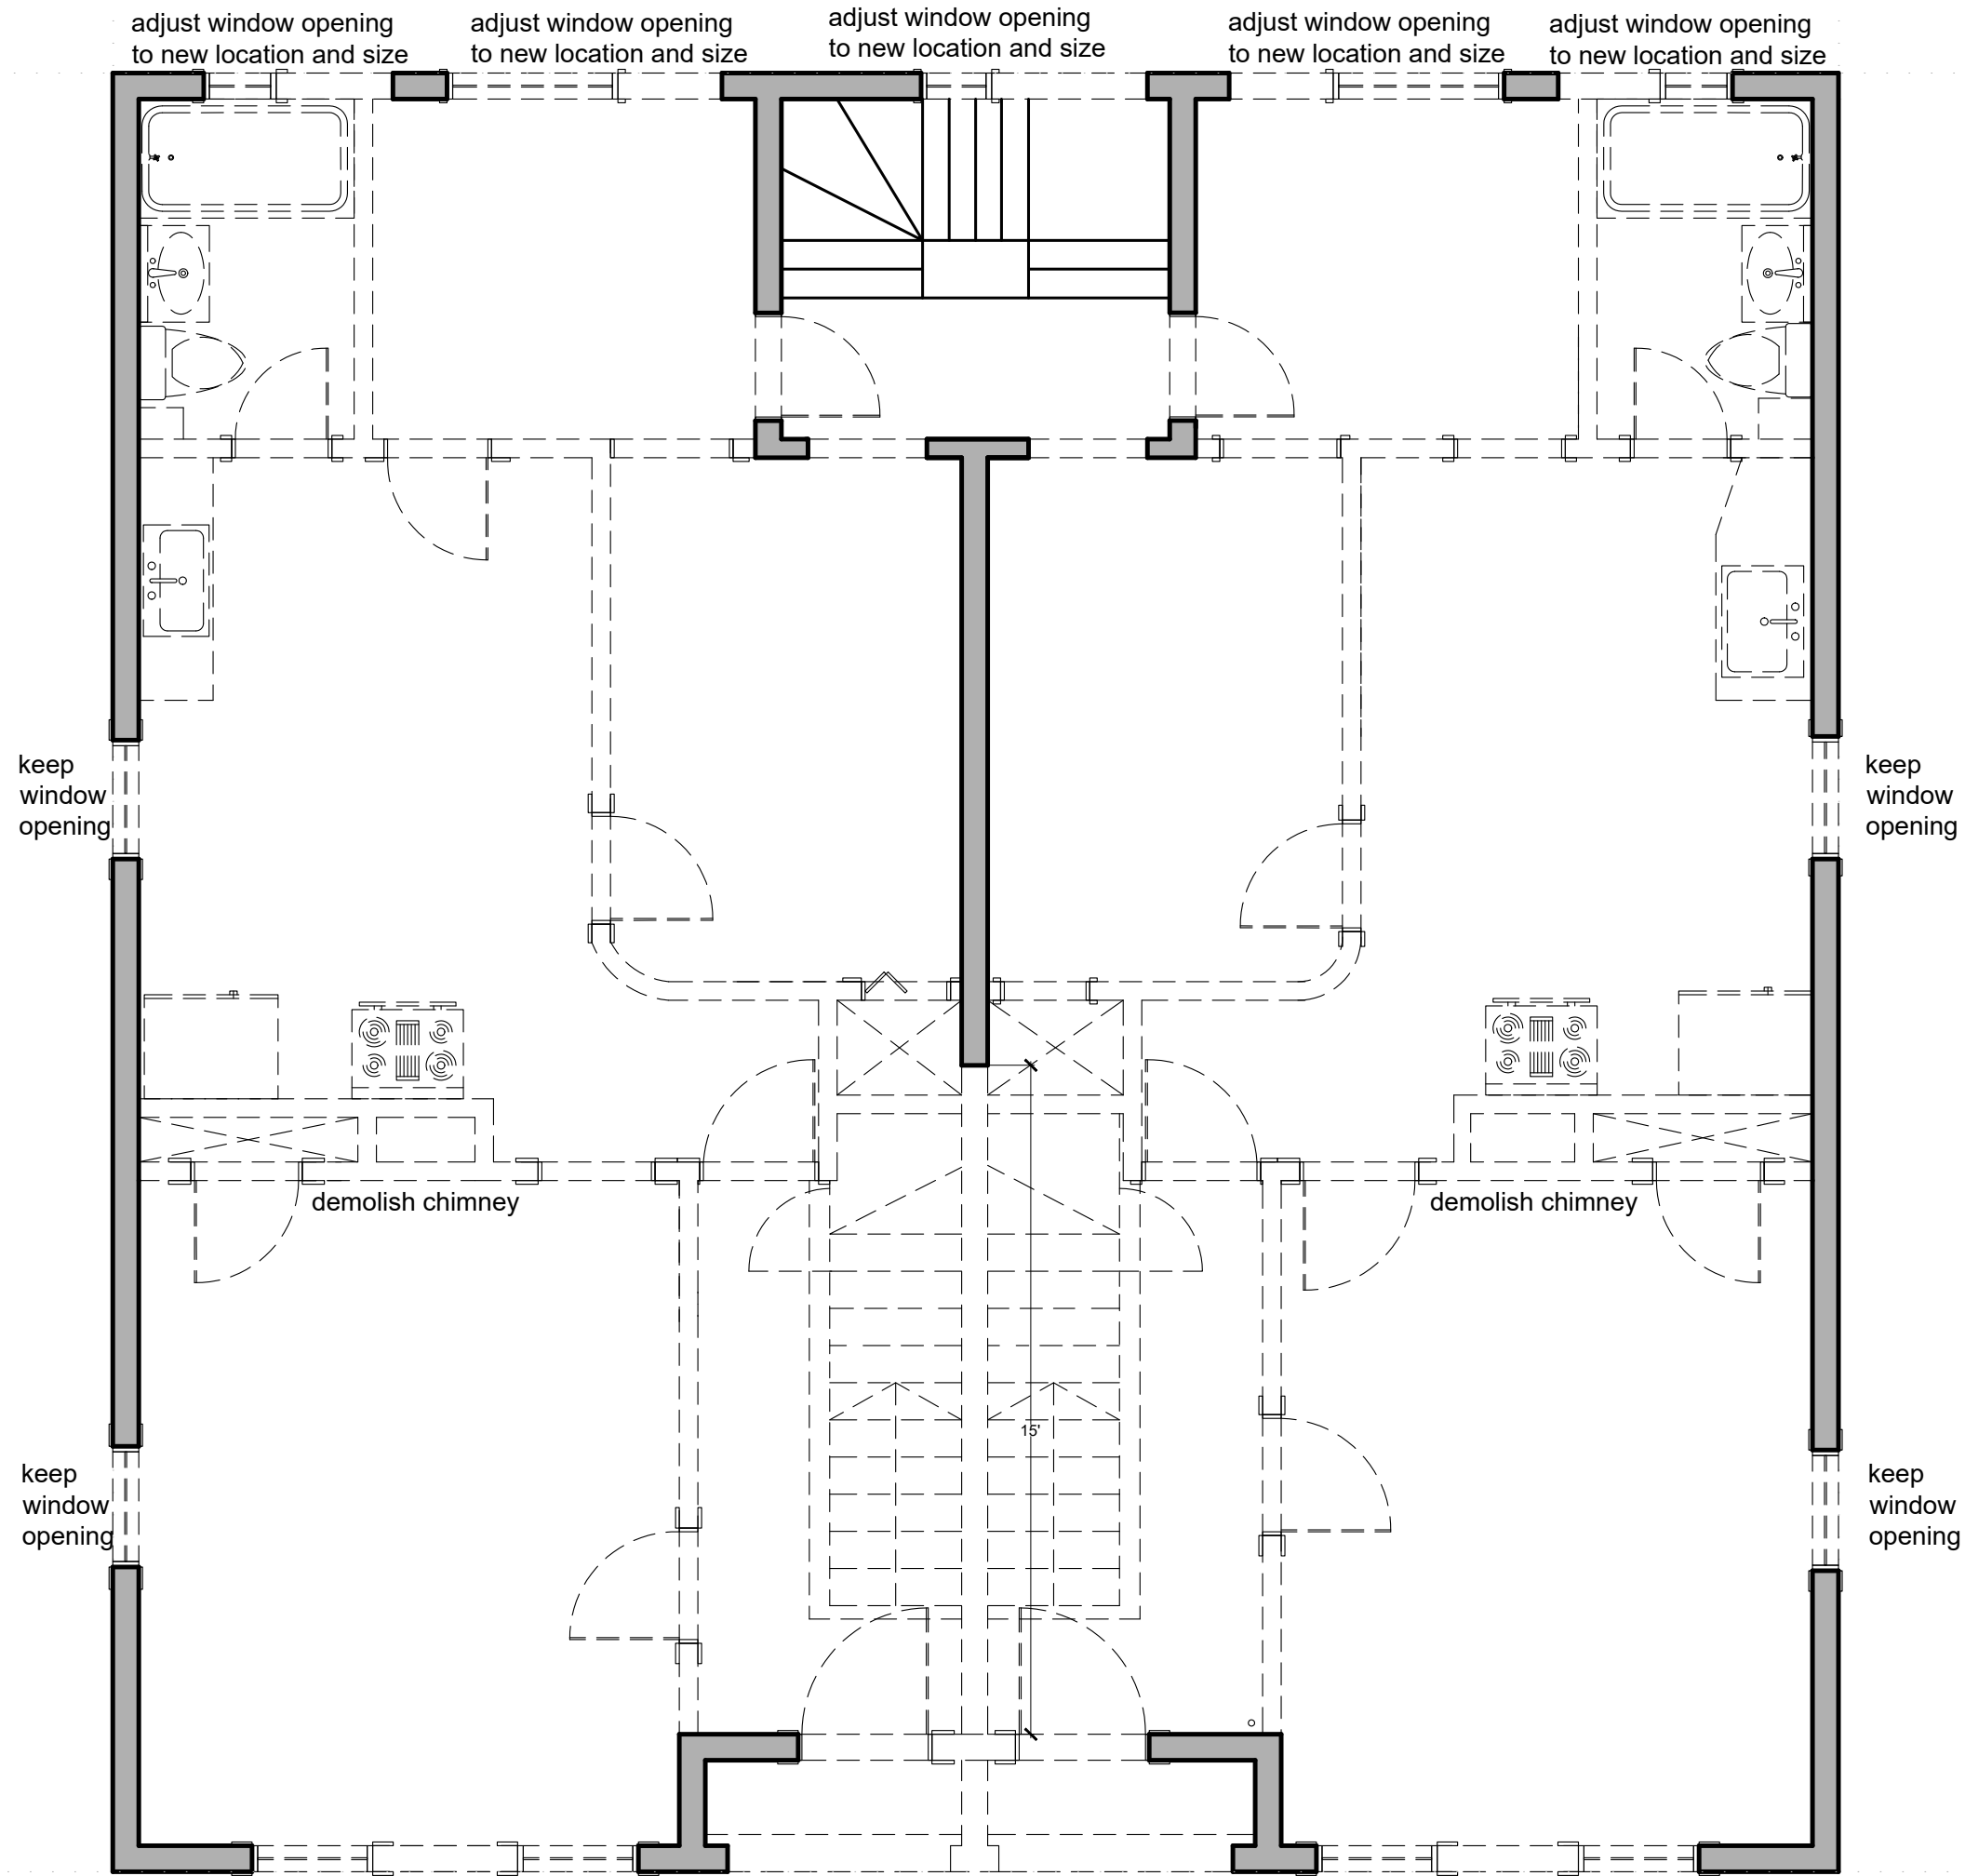 adjust window opening
to new location and size
adjust window opening
to new location and size
adjust window opening
to new location and size
adjust window opening
to new location and size
adjust window opening
to new location and size
keep
window
opening
keep
window
opening
demolish chimney
demolish chimney
15'
keep
window
opening
keep
window
opening